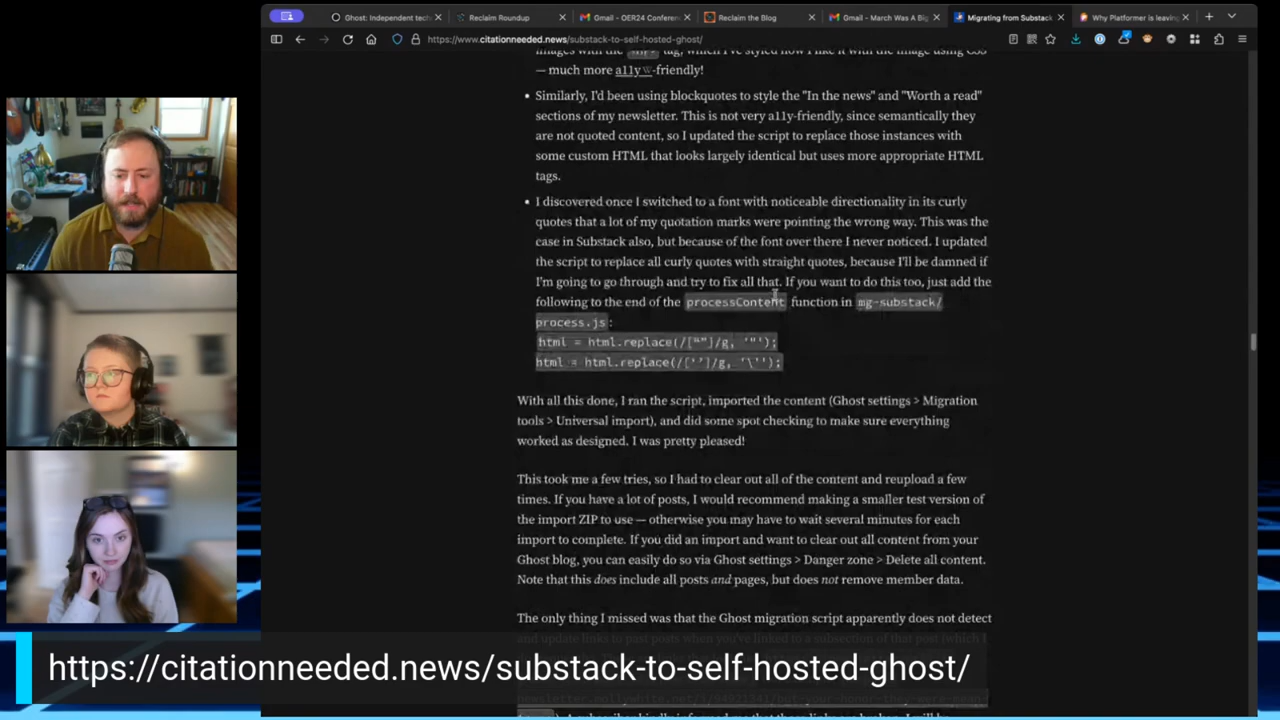 Ghost: Independent tech
Reclaim Roundup
Gmail - OER24 Conferen
Reclaim the Blog
Gmail - March Was A Big
Migrating from Substack
Why Platformer is leavin
https://www.citationneeded.news/substack-to-self-hosted-ghost/
— much more a11y W-friendly!
• Similarly, I'd been using blockquotes to style the "In the news" and "Worth a read"
sections of my newsletter. This is not very a11y-friendly, since semantically they
are not quoted content, so I updated the script to replace those instances with
some custom HTML that looks largely identical but uses more appropriate HTML
tags.
• I discovered once I switched to a font with noticeable directionality in its curly
quotes that a lot of my quotation marks were pointing the wrong way. This was the
case in Substack also, but because of the font over there I never noticed. I updated
the script to replace all curly quotes with straight quotes, because I'll be damned if
I'm going to go through and try to fix all that. If you want to do this too, just add the
following to the end of the processContent function in mg-substack/
process.js:
html = html.replace(/[“”]/g, '"');
html = html.replace(/[‘’]/g, '\'');
With all this done, I ran the script, imported the content (Ghost settings > Migration
tools > Universal import), and did some spot checking to make sure everything
worked as designed. I was pretty pleased!
This took me a few tries, so I had to clear out all of the content and reupload a few
times. If you have a lot of posts, I would recommend making a smaller test version of
the import ZIP to use — otherwise you may have to wait several minutes for each
import to complete. If you did an import and want to clear out all content from your
Ghost blog, you can easily do so via Ghost settings > Danger zone > Delete all content.
Note that this does include all posts and pages, but does not remove member data.
The only thing I missed was that the Ghost migration script apparently does not detect
and update links to past posts when you've linked to a subsection of that post (which I
https://citationneeded.news/substack-to-self-hosted-ghost/